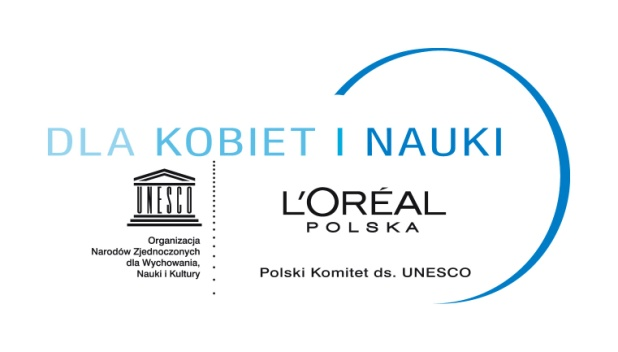 DLA KOBIET I NAUKI
UNESCO
Organizacja
Narodów Zjednoczonych
dla Wychowania,
Nauki i Kultury
L'ORÉAL
POLSKA
Polski Komitet ds. UNESCO